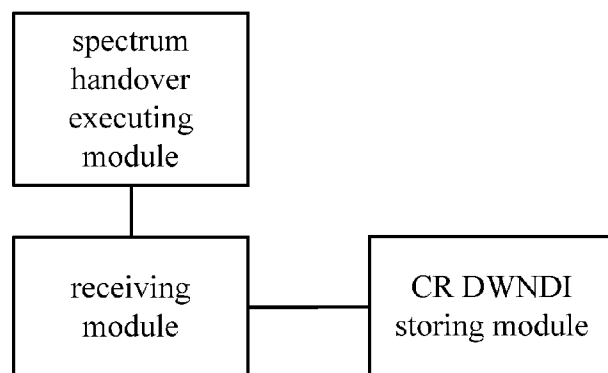 spectrum
handover
executing
module
receiving
module
CR DWNDI
storing module